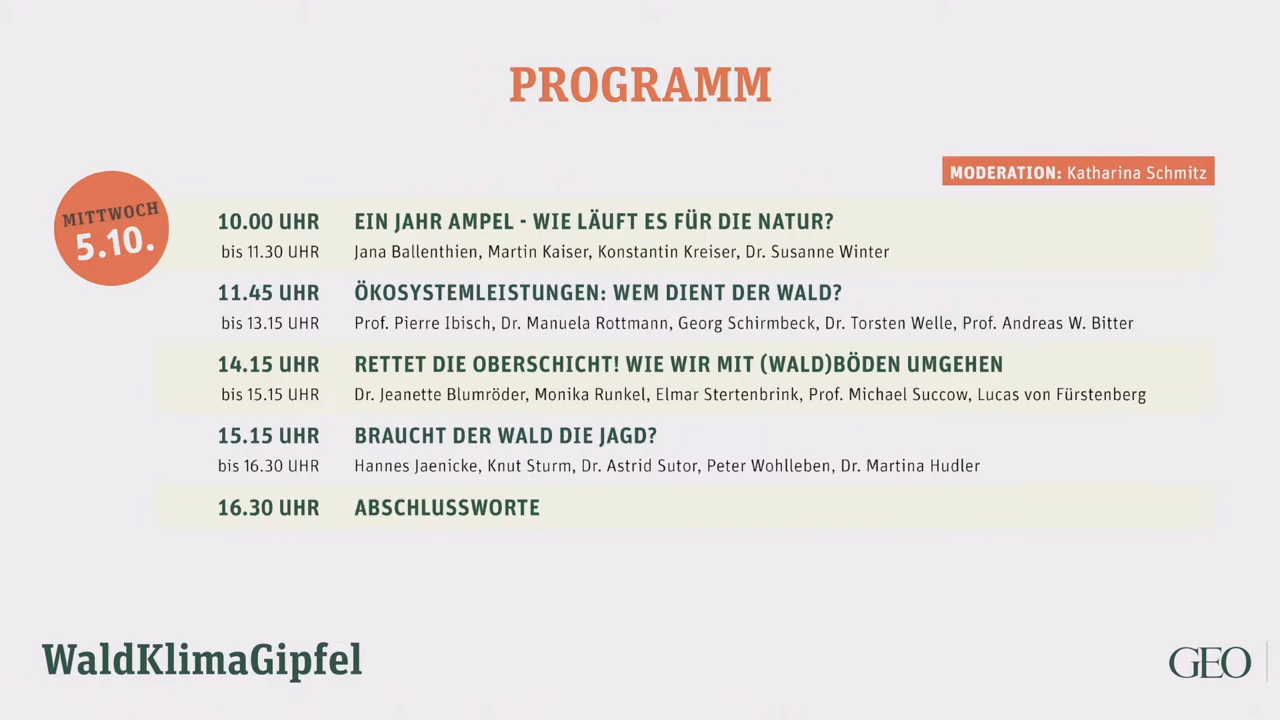 PROGRAMM
MODERATION: Katharina Schmitz
MITTWOCH
5.10.
10.00 UHR EIN JAHR AMPEL - WIE LÄUFT ES FÜR DIE NATUR?
bis 11.30 UHR Jana Ballenthien, Martin Kaiser, Konstantin Kreiser, Dr. Susanne Winter
11.45 UHR ÖKOSYSTEMLEISTUNGEN: WEM DIENT DER WALD?
bis 13.15 UHR Prof. Pierre Ibisch, Dr. Manuela Rottmann, Georg Schirmbeck, Dr. Torsten Welle, Prof. Andreas W. Bitter
14.15 UHR RETTET DIE OBERSCHICHT! WIE WIR MIT (WALD)BÖDEN UMGEHEN
bis 15.15 UHR Dr. Jeanette Blumröder, Monika Runkel, Elmar Stertenbrink, Prof. Michael Succow, Lucas von Fürstenberg
15.15 UHR BRAUCHT DER WALD DIE JAGD?
bis 16.30 UHR Hannes Jaenicke, Knut Sturm, Dr. Astrid Sutor, Peter Wohlleben, Dr. Martina Hudler
16.30 UHR ABSCHLUSSWORTE
WaldKlimaGipfel
GEO